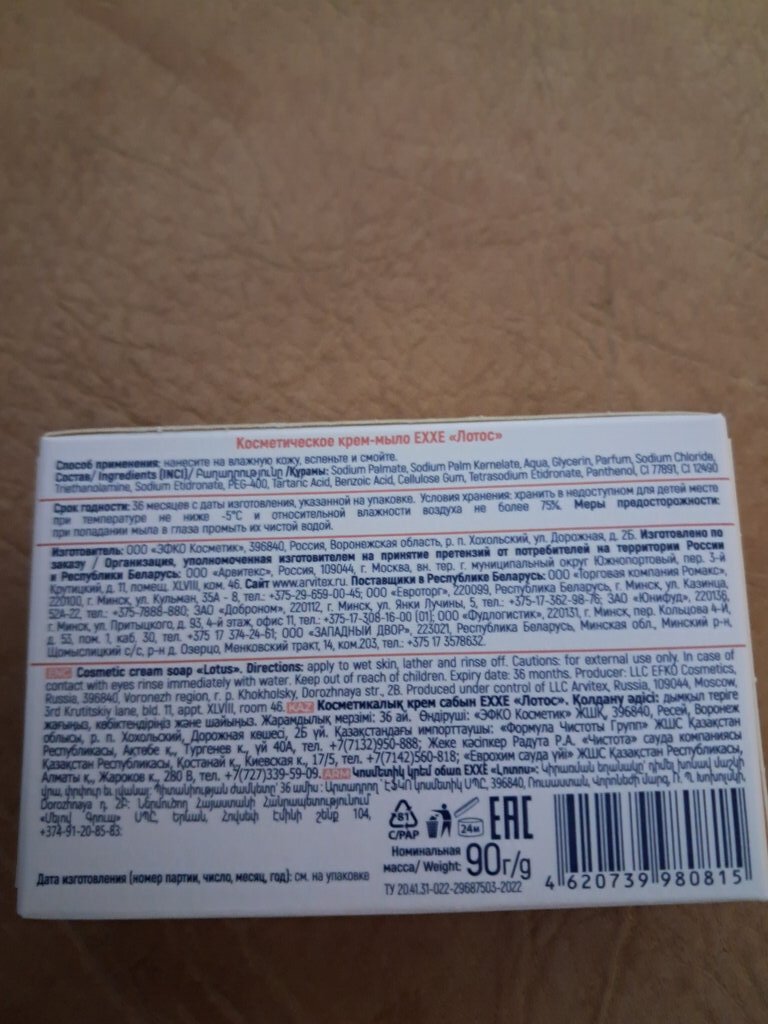 Косметическое крем-мыло EXXE «Лотос»
Способ применения: нанесите на влажную кожу, вспеньте и смойте.
Состав/ Ingredients (INCI)/ Բաղադրությունը /Құрамы: Sodium Palmate, Sodium Palm Kernelate, Aqua, Glycerin, Parfum, Sodium Chloride,
Triethanolamine, Sodium Etidronate, PEG-400, Tartaric Acid, Benzoic Acid, Cellulose Gum, Tetrasodium Etidronate, Panthenol, CI 77891, CI 12490
Срок годности: 36 месяцев с даты изготовления, указанной на упаковке. Условия хранения: хранить в недоступном для детей месте
при температуре не ниже -5°С и относительной влажности воздуха не более 75%. Меры предосторожности:
при попадании мыла в глаза промыть их чистой водой.
Изготовитель: ООО «ЭФКО Косметик», 396840, Россия, Воронежская область, р. п. Хохольский, ул. Дорожная, д. 2Б. Изготовлено по
заказу / Организация, уполномоченная изготовителем на принятие претензий от потребителей на территории России
и Республики Беларусь: ООО «Арвитекс», Россия, 109044, г. Москва, вн. тер. г. муниципальный округ Южнопортовый, пер. 3-й
Крутицкий, д. 11, помещ. XLVIII, ком. 46. Сайт www.arvitex.ru. Поставщики в Республике Беларусь: ООО «Торговая компания Ромакс»,
220100, г. Минск, ул. Кульман, 35А - 8, тел.: +375-29-659-00-45; ООО «Евроторг», 220099, Республика Беларусь, г. Минск, ул. Казинца,
52А-22, тел.: +375-7888-880; ЗАО «Доброном», 220112, г. Минск, ул. Янки Лучины, 5, тел.: +375-17-362-98-76; ЗАО «Юнифуд», 220136,
г. Минск, ул. Притыцкого, д. 93, 4-й этаж, офис 11, тел.: +375-17-308-16-00 (01); ООО «Фудлогистик», 220131, г. Минск, пер. Кольцова 4-й,
д. 53, пом. 1, каб. 30, тел. +375 17 374-24-61; ООО «ЗАПАДНЫЙ ДВОР», 223021, Республика Беларусь, Минская обл., Минский р-н,
Щомыслицкий с/с, р-н д. Озерцо, Меньковский тракт, 14, ком.203, тел.: +375 17 3578632.
ENG Cosmetic cream soap «Lotus». Directions: apply to wet skin, lather and rinse off. Cautions: for external use only. In case of
contact with eyes rinse immediately with water. Keep out of reach of children. Expiry date: 36 months. Producer: LLC EFKO Cosmetics,
Russia, 396840, Voronezh region, r. p. Khokholsky, Dorozhnaya str., 2B. Produced under control of LLC Arvitex, Russia, 109044, Moscow,
3rd Krutitskiy lane, bld. 11, appt. XLVIII, room 46. KAZ Косметикалық крем сабын EXXE «Лотос». Қолдану әдісі: дымқыл теріге
жағыңыз, көбіктендіріңіз және шайыңыз. Жарамдылық мерзімі: 36 ай. Өндіруші: «ЭФКО Косметик» ЖШҚ, 396840, Ресей, Воронеж
облысы, р. п. Хохольский, Дорожная көшесі, 2Б үй. Қазақстандағы импорттаушы: «Формула Чистоты Групп» ЖШС Қазақстан
Республикасы, Ақтөбе қ., Тургенев к., үй 40А, тел. +7(7132)950-888; Жеке кәсіпкер Радута Р.А. «Чистота» сауда компаниясы
Республикасы, Қостанай қ., Киевская к., 17/5, тел. +7(7142)560-818; «Еврохим сауда үйі» ЖШС Қазақстан Республикасы,
Алматы қ., Жароков к., 280 В, тел. +7(727)339-59-09. ARM Կոսմետիկ կրեմ օճառ EXXE «Լոտոս»:
396840,
Dorozhnaya
104,
+374-91-20-85-83:
81
C/PAP
24М
ЕАС
Номинальная
масса/ Weight: 90г/g
ТУ 20.41.31-022-29687503-2022
Дата изготовления (номер партии, число, месяц, год): см. на упаковке
4 620739 980815